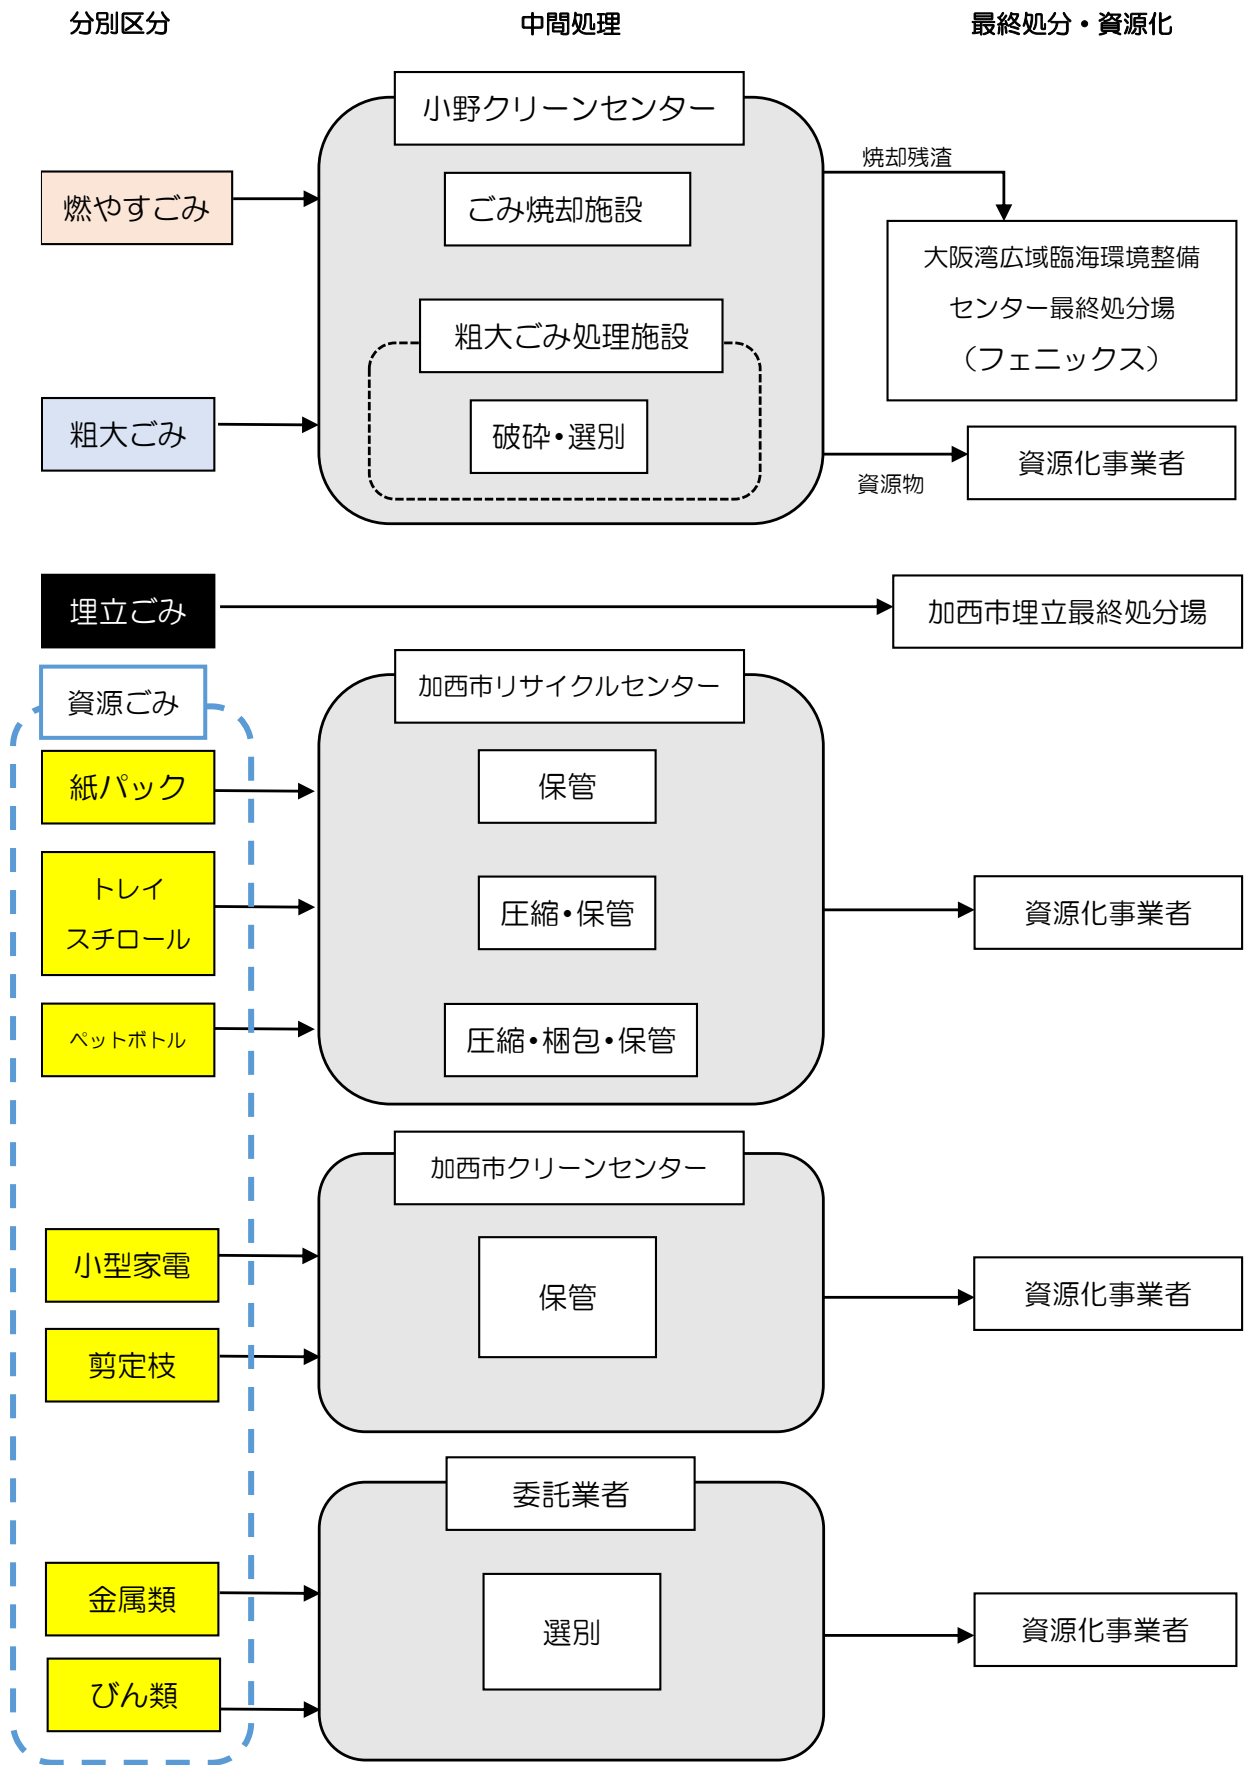 分別区分
中間処理
最終処分・資源化
小野クリーンセンター
焼却残渣
燃やすごみ
ごみ焼却施設
大阪湾広域臨海環境整備
センター最終処分場
（フェニックス）
粗大ごみ処理施設
粗大ごみ
破砕・選別
資源化事業者
資源物
埋立ごみ
加西市埋立最終処分場
資源ごみ
加西市リサイクルセンター
紙パック
保管
トレイ
スチロール
圧縮・保管
資源化事業者
ペットボトル
圧縮・梱包・保管
加西市クリーンセンター
小型家電
保管
資源化事業者
剪定枝
委託業者
金属類
選別
資源化事業者
びん類